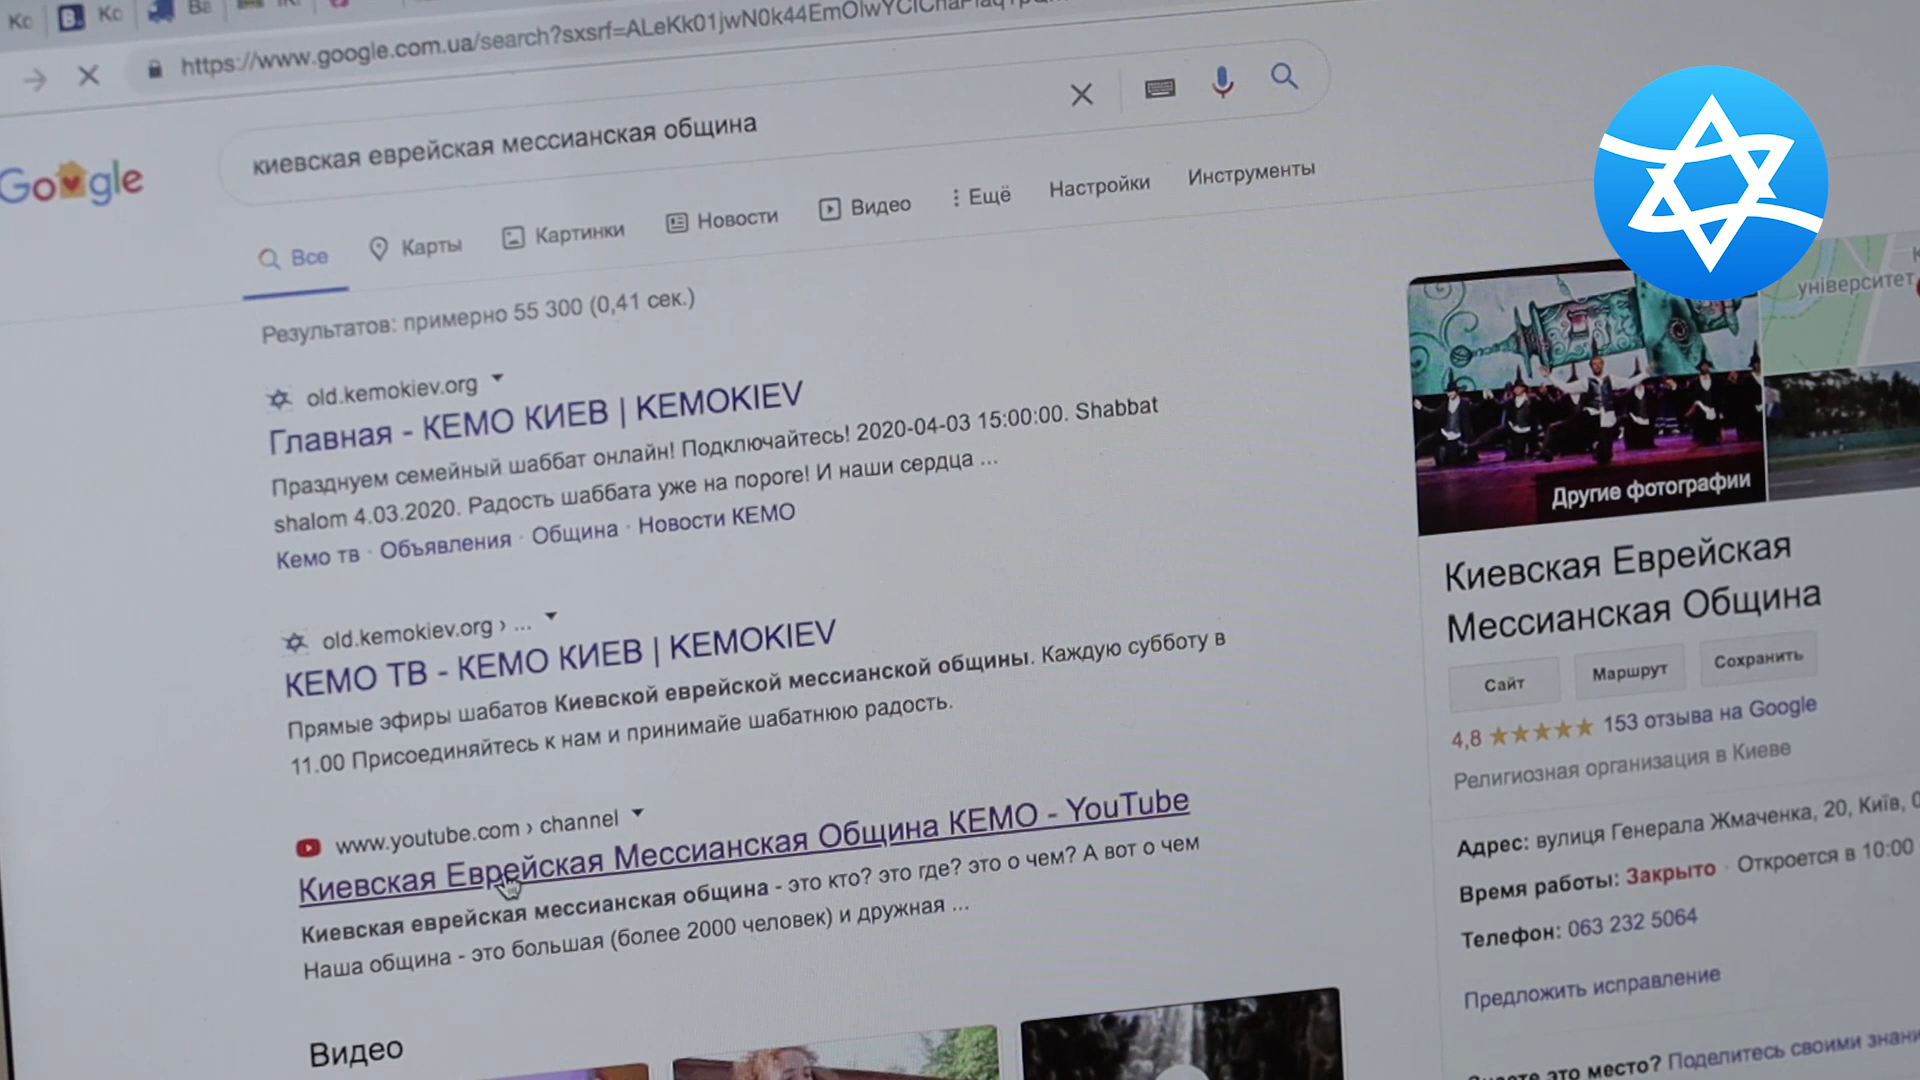 https://www.google.com.ua/search?sxsrf=ALeKk01jwN0k44EmOlwYCICnaPiaq
Google
киевская еврейская мессианская община
Все Карты Картинки Новости Видео Ещё Настройки Инструменты
Результатов: примерно 55 300 (0,41 сек.)
old.kemokiev.org
Главная - КЕМО КИЕВ | KEMOKIEV
Празднуем семейный шаббат онлайн! Подключайтесь! 2020-04-03 15:00:00. Shabbat
shalom 4.03.2020. Радость шаббата уже на пороге! И наши сердца ...
Кемо тв · Объявления · Община · Новости КЕМО
old.kemokiev.org › ...
КЕМО ТВ - КЕМО КИЕВ | KEMOKIEV
Прямые эфиры шабатов Киевской еврейской мессианской общины. Каждую субботу в
11.00 Присоединяйтесь к нам и принимайе шабатнюю радость.
www.youtube.com › channel
Киевская Еврейская Мессианская Община КЕМО - YouTube
Киевская еврейская мессианская община - это кто? это где? это о чем? А вот о чем
Наша община - это большая (более 2000 человек) и дружная ...
Видео
університет
Другие фотографии
Киевская Еврейская
Мессианская Община
Сайт Маршрут Сохранить
4,8 153 отзыва на Google
Религиозная организация в Киеве
Адрес: вулиця Генерала Жмаченка, 20, Київ,
Время работы: Закрыто · Откроется в 10:00
Телефон: 063 232 5064
Предложить исправление
это место? Поделитесь своими